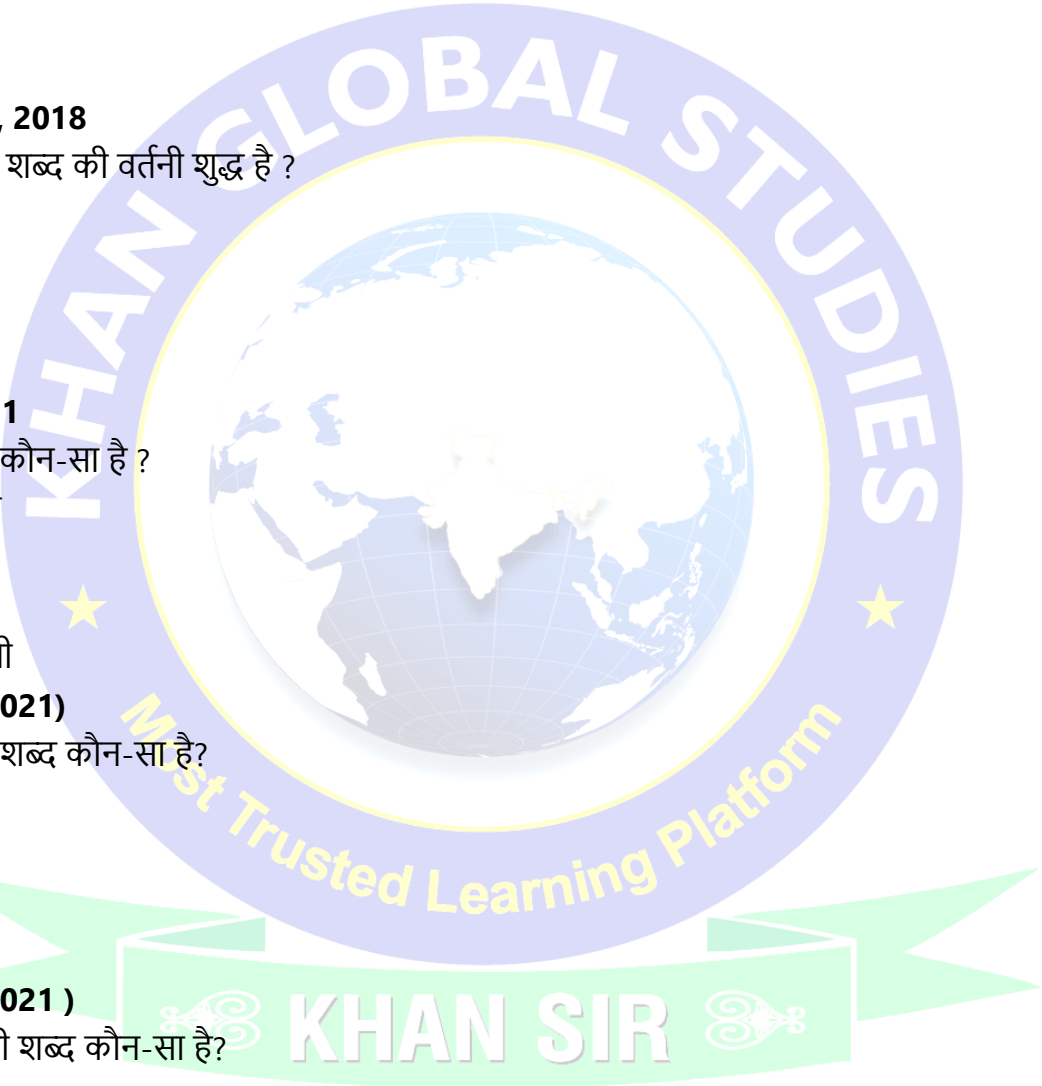 KHAN GLOBAL STUDIES
, 2018
शब्द की वर्तनी शुद्ध है ?
1
कौन-सा है ?
ी
021)
शब्द कौन-सा है?
Most Trusted Learning Platform
021 )
ी शब्द कौन-सा है?
KHAN SIR